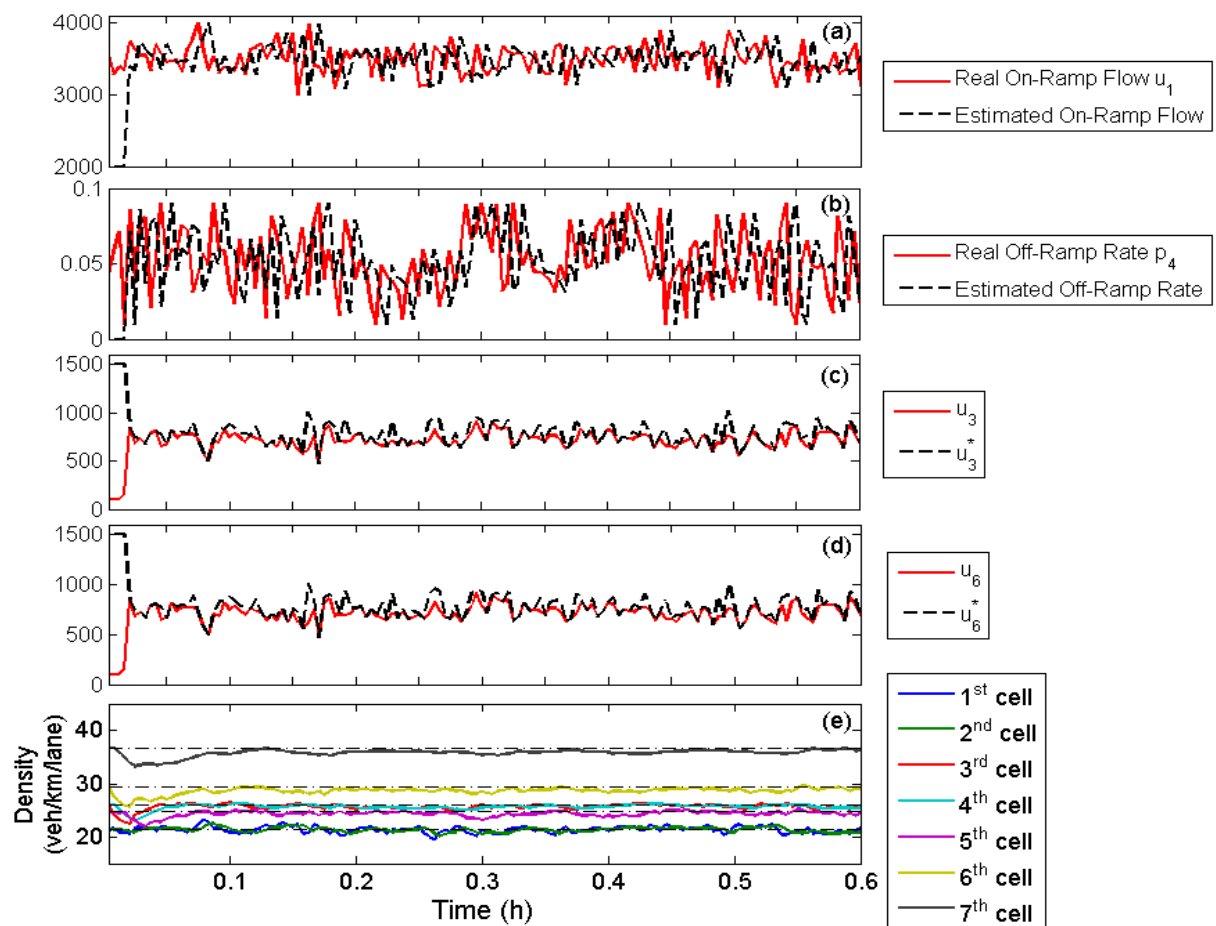 4000
3000
2000
(a)
Real On-Ramp Flow u1
Estimated On-Ramp Flow
0.1
0.05
0
(b)
Real Off-Ramp Rate p4
Estimated Off-Ramp Rate
1500
1000
500
0
(c)
u3
u3*
1500
1000
500
0
(d)
u6
u6*
Density
(veh/km/lane)
40
30
20
(e)
0.1 0.2 0.3 0.4 0.5 0.6
Time (h)
1st cell
2nd cell
3rd cell
4th cell
5th cell
6th cell
7th cell